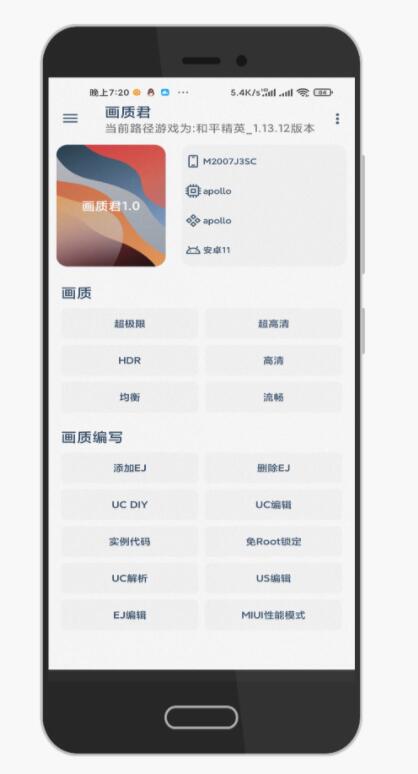 晚上7:20 ···
5.4K/s 84
画质君
当前路径游戏为:和平精英_1.13.12版本
画质君1.0
M2007J3SC
apollo
apollo
安卓11
画质
超极限 超高清
HDR 高清
均衡 流畅
画质编写
添加EJ 删除EJ
UC DIY UC编辑
实例代码 免Root锁定
UC解析 US编辑
EJ编辑 MIUI性能模式